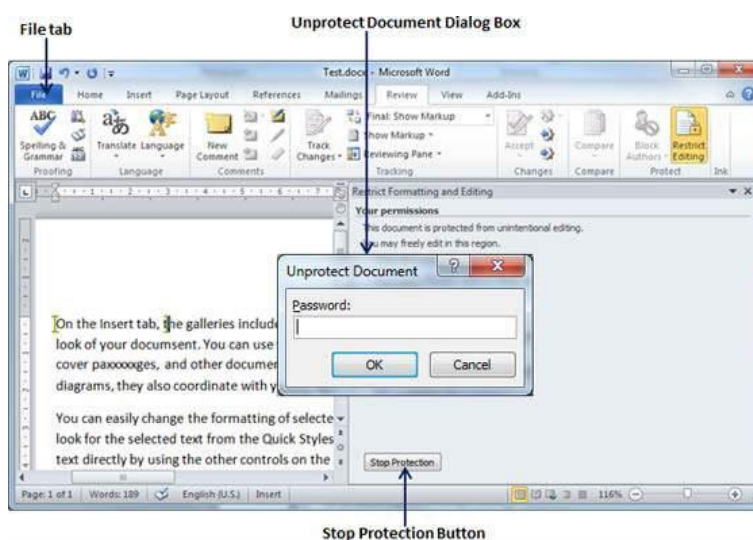 Unprotect Document Dialog Box
File tab
Test.docx - Microsoft Word
File Home Insert Page Layout References Mailings Review View Add-Ins
ABC Spelling & Grammar
Translate Language
New Comment
Track Changes
Final: Show Markup
Show Markup
Reviewing Pane
Accept
Compare
Block Authors
Restrict Editing
Proofing Language Comments Tracking Changes Compare Protect Ink
Restrict Formatting and Editing
Your permissions
This document is protected from unintentional editing.
You may freely edit in this region.
Unprotect Document
Password:
OK Cancel
On the Insert tab, the galleries include
look of your documsent. You can use
cover paxxxxges, and other documen
diagrams, they also coordinate with y
You can easily change the formatting of selecte
look for the selected text from the Quick Styles
text directly by using the other controls on the
Stop Protection
Page: 1 of 1 Words: 189 English (U.S.) Insert 116%
Stop Protection Button